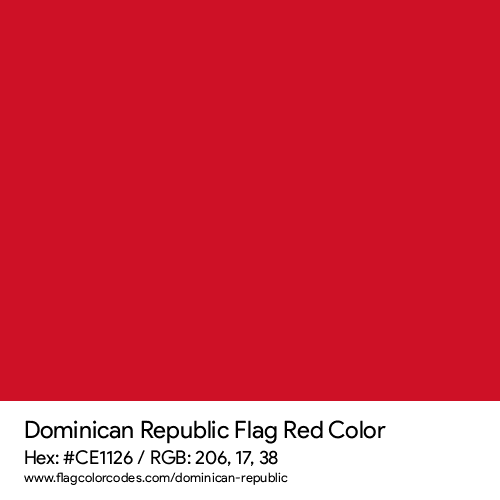 Dominican Republic Flag Red Color
Hex: #CE1126 / RGB: 206, 17, 38
www.flagcolorcodes.com/dominican-republic